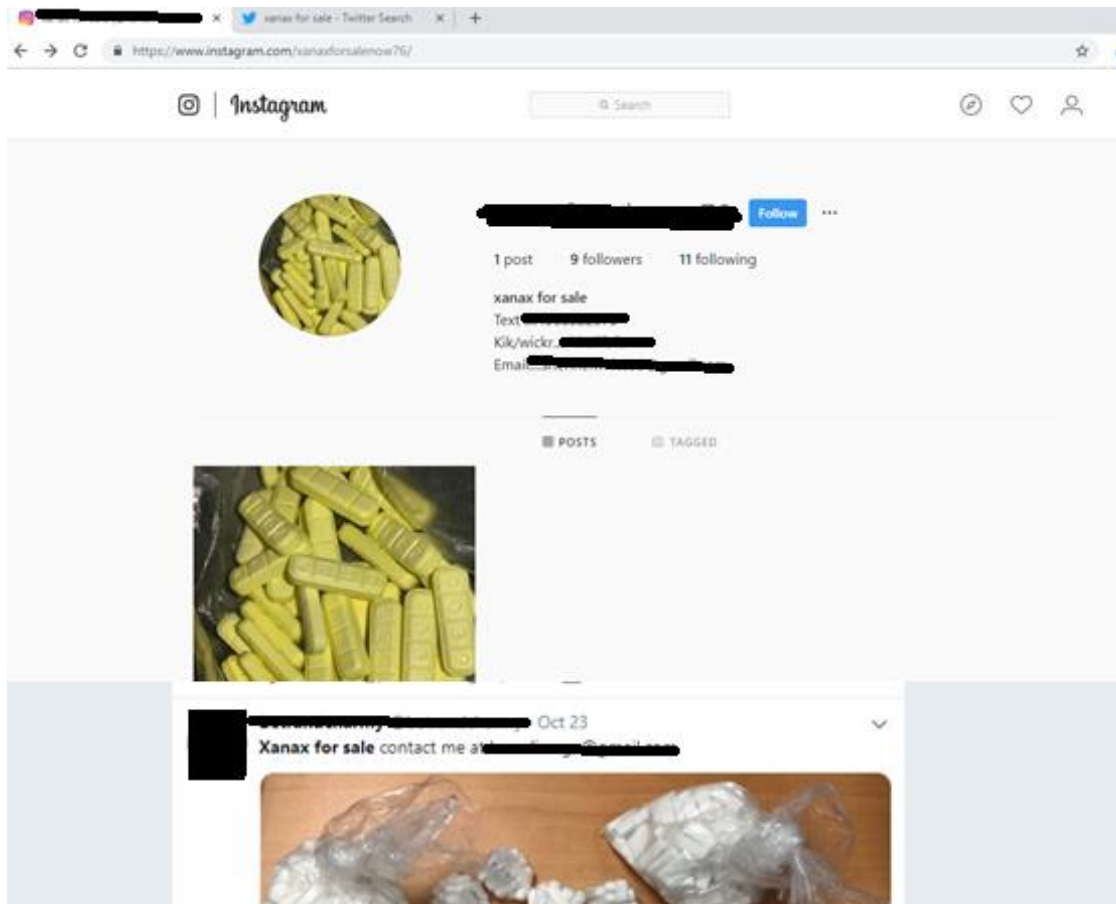 xanax for sale - Twitter Search
https://www.instagram.com/xanaxforsalenow76/
Instagram
Search
Follow
1 post 9 followers 11 following
xanax for sale
Text
Kik/wickr..
Email...
POSTS TAGGED
Oct 23
Xanax for sale contact me at